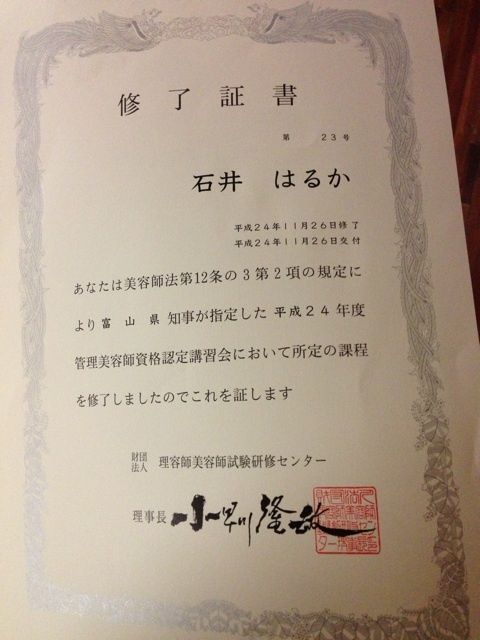 修了証書
第 23号
石井 はるか
平成24年11月26日修了
平成24年11月26日交付
あなたは美容師法第12条の3第2項の規定に
より富山県知事が指定した平成24年度
管理美容師資格認定講習会において所定の課程
を修了しましたのでこれを証します
財団法人 理容師美容師試験研修センター
理事長 小早川隆敏